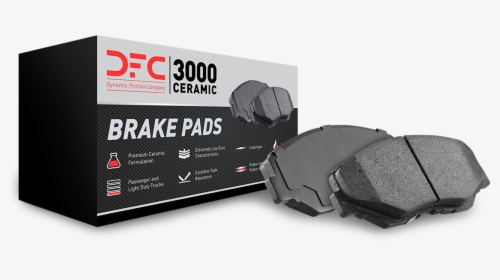 DFC
Dynamic Friction Company
3000
CERAMIC
BRAKE PADS
Premium Ceramic
Formulation
Extremely Low Dust
Characteristics
Passenger and
Light Duty Trucks
Excellent Fade
Resistance